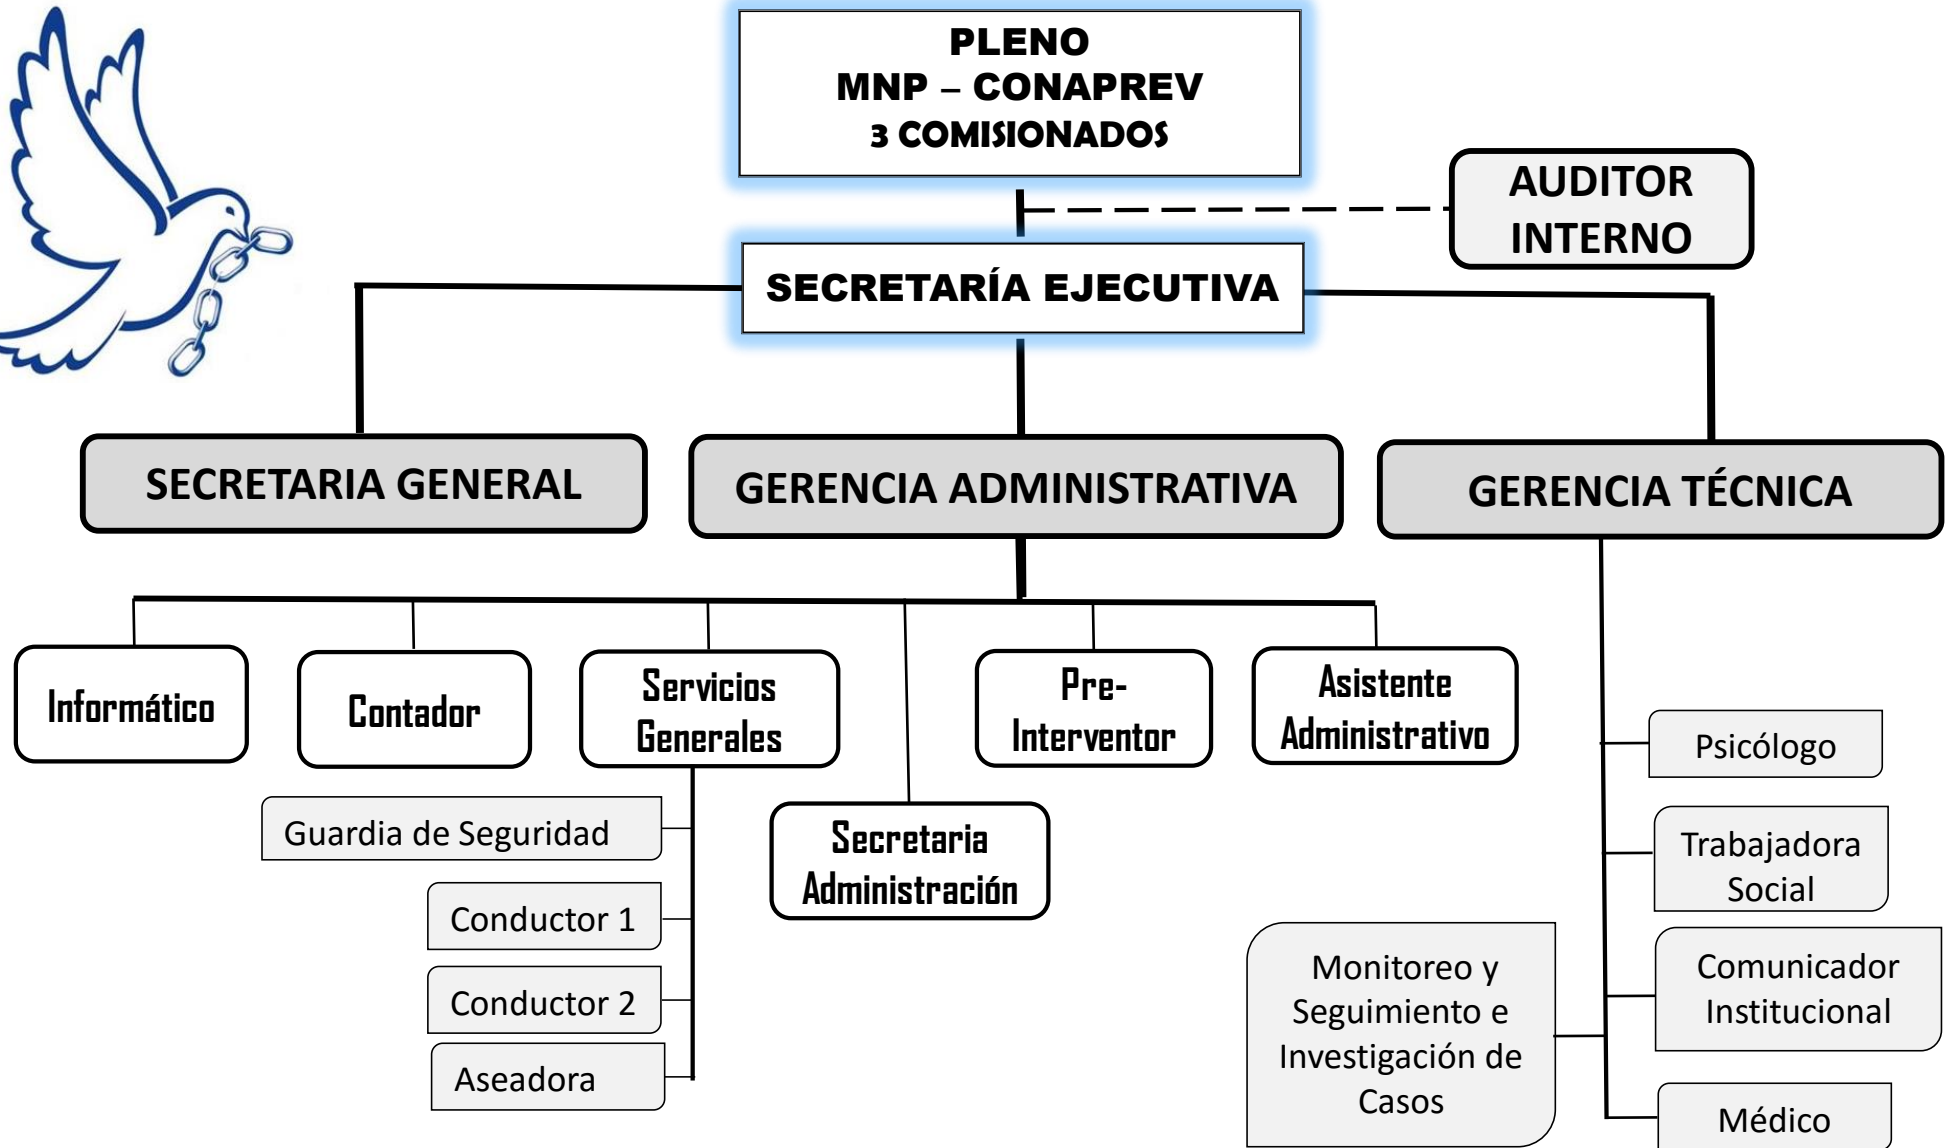 PLENO
MNP – CONAPREV
3 COMISIONADOS
AUDITOR
INTERNO
SECRETARÍA EJECUTIVA
SECRETARIA GENERAL
GERENCIA ADMINISTRATIVA
GERENCIA TÉCNICA
Informático
Contador
Servicios
Generales
Pre-
Interventor
Asistente
Administrativo
Secretaria
Administración
Guardia de Seguridad
Conductor 1
Conductor 2
Aseadora
Psicólogo
Trabajadora
Social
Comunicador
Institucional
Monitoreo y
Seguimiento e
Investigación de
Casos
Médico